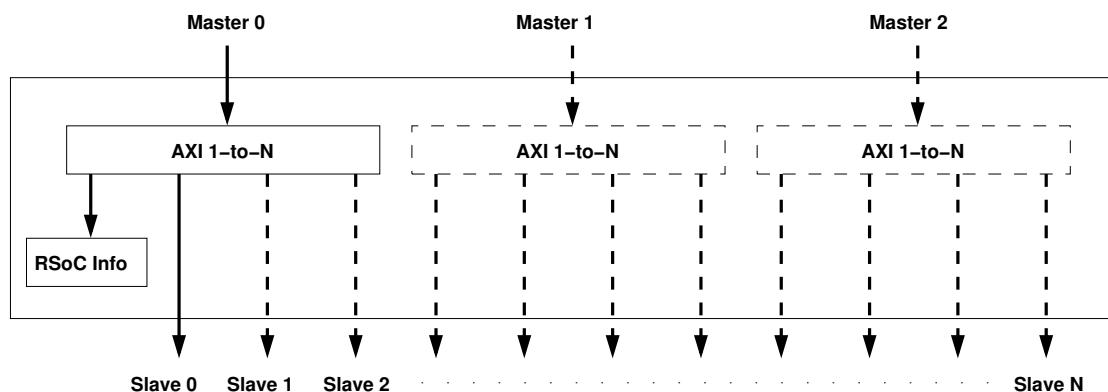 Master 0 Master 1 Master 2
AXI 1−to−N AXI 1−to−N AXI 1−to−N
RSoC Info
Slave 0 Slave 1 Slave 2 . . . . . . . . . . . . . . . . . . . . . . . . . . . . . . Slave N